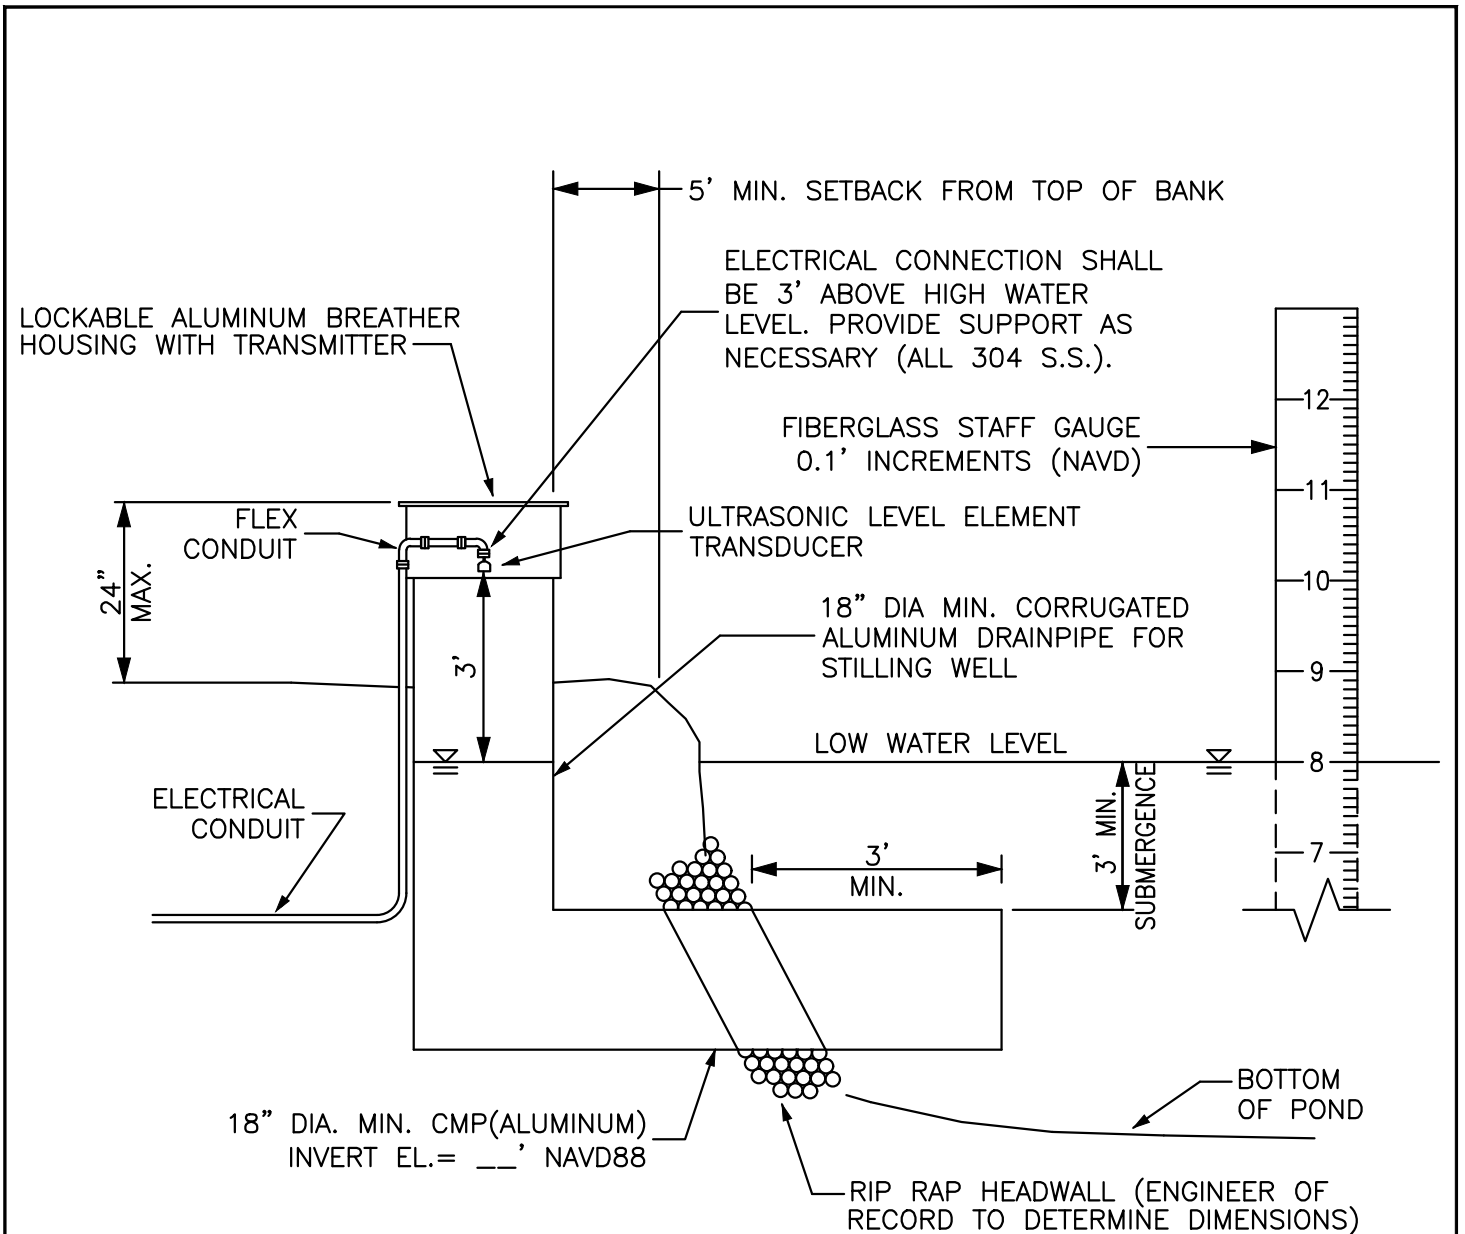 5' MIN. SETBACK FROM TOP OF BANK
ELECTRICAL CONNECTION SHALL
BE 3' ABOVE HIGH WATER
LEVEL. PROVIDE SUPPORT AS
NECESSARY (ALL 304 S.S.).
LOCKABLE ALUMINUM BREATHER
HOUSING WITH TRANSMITTER
FIBERGLASS STAFF GAUGE
0.1' INCREMENTS (NAVD)
12
11
10
9
8
7
FLEX
CONDUIT
ULTRASONIC LEVEL ELEMENT
TRANSDUCER
24”
MAX.
3'
18” DIA MIN. CORRUGATED
ALUMINUM DRAINPIPE FOR
STILLING WELL
LOW WATER LEVEL
ELECTRICAL
CONDUIT
3' MIN.
SUBMERGENCE
3'
MIN.
18” DIA. MIN. CMP(ALUMINUM)
INVERT EL.= __' NAVD88
BOTTOM
OF POND
RIP RAP HEADWALL (ENGINEER OF
RECORD TO DETERMINE DIMENSIONS)